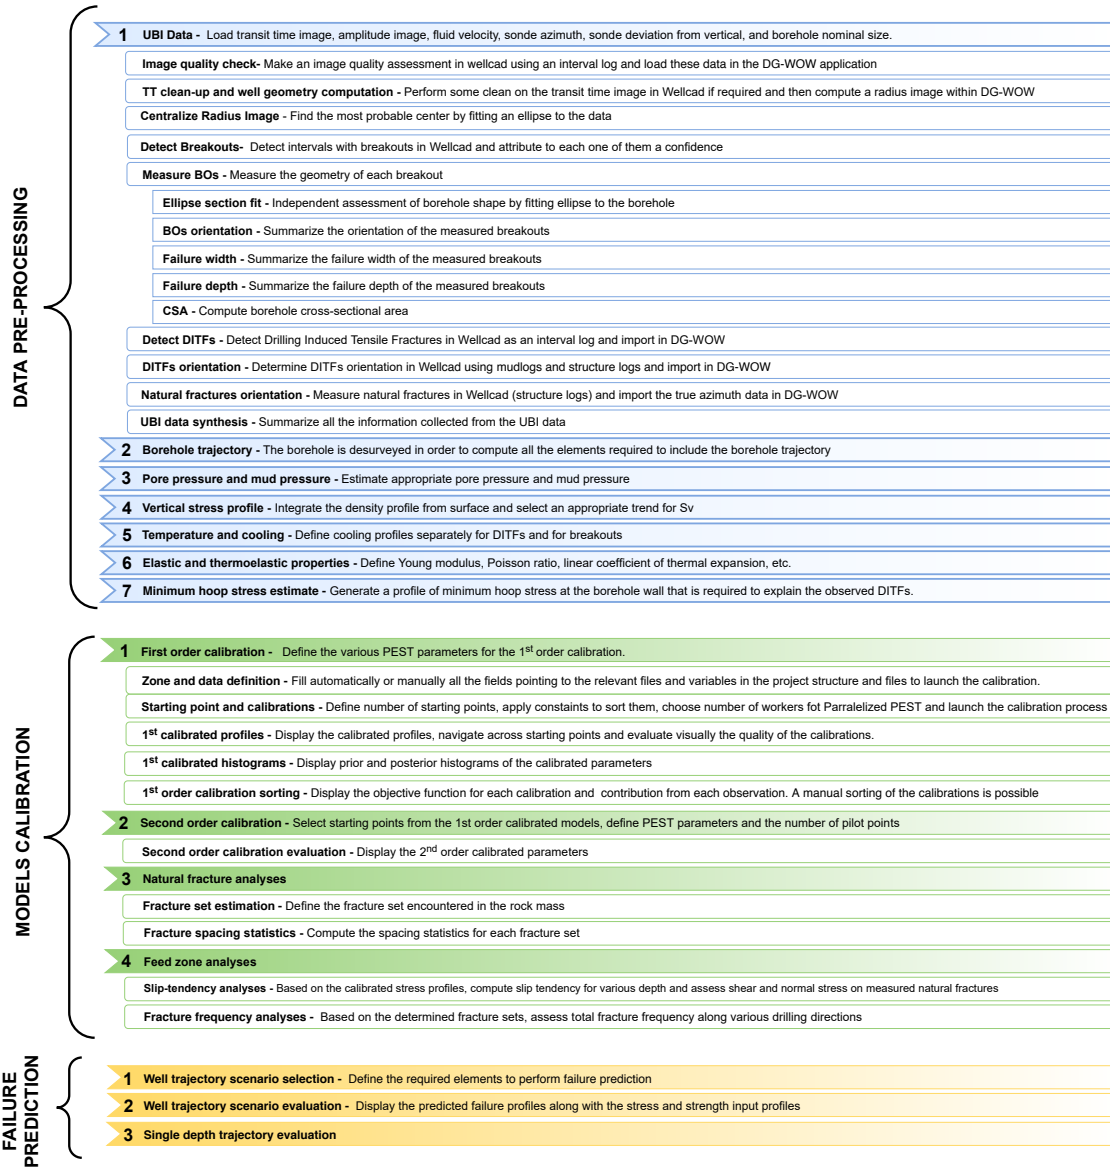 DATA PRE-PROCESSING
1 UBI Data - Load transit time image, amplitude image, fluid velocity, sonde azimuth, sonde deviation from vertical, and borehole nominal size.
Image quality check- Make an image quality assessment in wellcad using an interval log and load these data in the DG-WOW application
TT clean-up and well geometry computation - Perform some clean on the transit time image in Wellcad if required and then compute a radius image within DG-WOW
Centralize Radius Image - Find the most probable center by fitting an ellipse to the data
Detect Breakouts- Detect intervals with breakouts in Wellcad and attribute to each one of them a confidence
Measure BOs - Measure the geometry of each breakout
Ellipse section fit - Independent assessment of borehole shape by fitting ellipse to the borehole
BOs orientation - Summarize the orientation of the measured breakouts
Failure width - Summarize the failure width of the measured breakouts
Failure depth - Summarize the failure depth of the measured breakouts
CSA - Compute borehole cross-sectional area
Detect DITFs - Detect Drilling Induced Tensile Fractures in Wellcad as an interval log and import in DG-WOW
DITFs orientation - Determine DITFs orientation in Wellcad using mudlogs and structure logs and import in DG-WOW
Natural fractures orientation - Measure natural fractures in Wellcad (structure logs) and import the true azimuth data in DG-WOW
UBI data synthesis - Summarize all the information collected from the UBI data
2 Borehole trajectory - The borehole is desurveyed in order to compute all the elements required to include the borehole trajectory
3 Pore pressure and mud pressure - Estimate appropriate pore pressure and mud pressure
4 Vertical stress profile - Integrate the density profile from surface and select an appropriate trend for Sv
5 Temperature and cooling - Define cooling profiles separately for DITFs and for breakouts
6 Elastic and thermoelastic properties - Define Young modulus, Poisson ratio, linear coefficient of thermal expansion, etc.
7 Minimum hoop stress estimate - Generate a profile of minimum hoop stress at the borehole wall that is required to explain the observed DITFs.
MODELS CALIBRATION
1 First order calibration - Define the various PEST parameters for the 1st order calibration.
Zone and data definition - Fill automatically or manually all the fields pointing to the relevant files and variables in the project structure and files to launch the calibration.
Starting point and calibrations - Define number of starting points, apply constaints to sort them, choose number of workers fot Parralelized PEST and launch the calibration process
1st calibrated profiles - Display the calibrated profiles, navigate across starting points and evaluate visually the quality of the calibrations.
1st calibrated histograms - Display prior and posterior histograms of the calibrated parameters
1st order calibration sorting - Display the objective function for each calibration and contribution from each observation. A manual sorting of the calibrations is possible
2 Second order calibration - Select starting points from the 1st order calibrated models, define PEST parameters and the number of pilot points
Second order calibration evaluation - Display the 2nd order calibrated parameters
3 Natural fracture analyses
Fracture set estimation - Define the fracture set encountered in the rock mass
Fracture spacing statistics - Compute the spacing statistics for each fracture set
4 Feed zone analyses
Slip-tendency analyses - Based on the calibrated stress profiles, compute slip tendency for various depth and assess shear and normal stress on measured natural fractures
Fracture frequency analyses - Based on the determined fracture sets, assess total fracture frequency along various drilling directions
FAILURE
PREDICTION
1 Well trajectory scenario selection - Define the required elements to perform failure prediction
2 Well trajectory scenario evaluation - Display the predicted failure profiles along with the stress and strength input profiles
3 Single depth trajectory evaluation